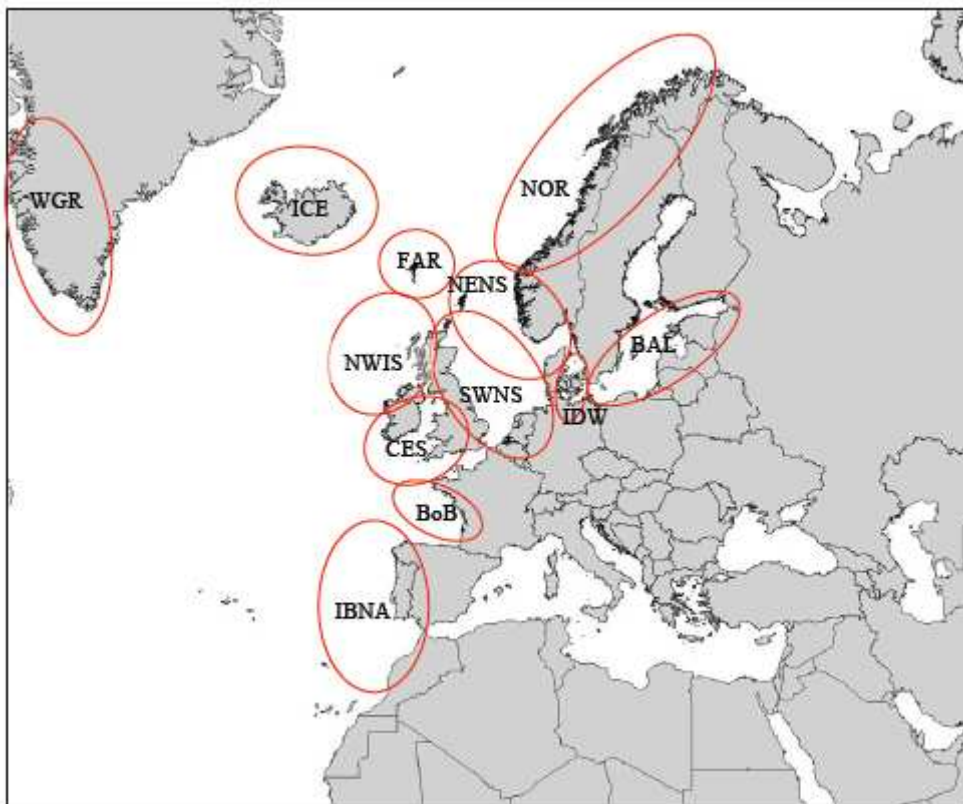 NOR
WGR
ICE
FAR
NENS
BAL
NWIS
SWNS
IDW
CES
BoB
IBNA